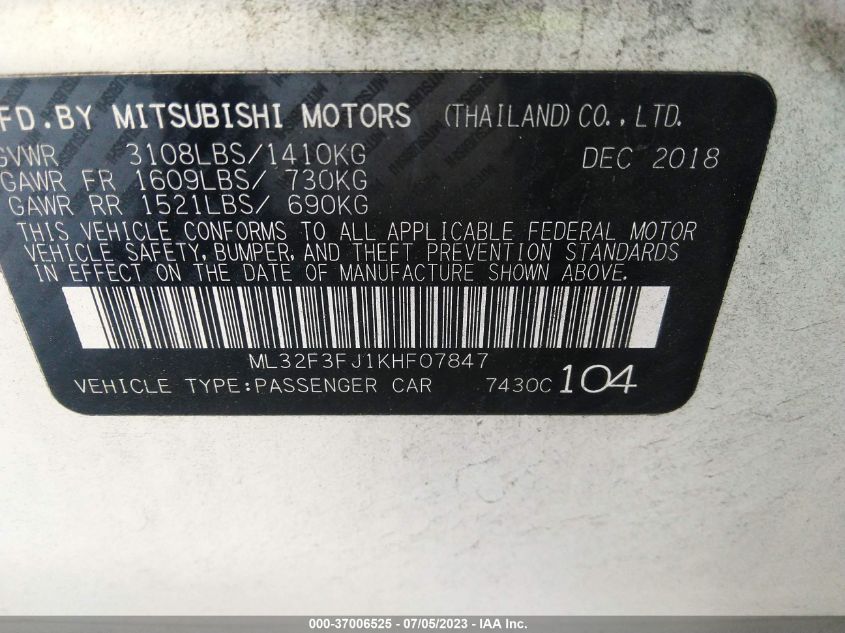 FD.BY MITSUBISHI MOTORS (THAILAND)CO.,LTD.
GVWR 3108LBS/1410KG DEC 2018
GAWR FR 1609LBS/ 730KG
GAWR RR 1521LBS/ 690KG
THIS VEHICLE CONFORMS TO ALL APPLICABLE FEDERAL MOTOR
VEHICLE SAFETY, BUMPER, AND THEFT PREVENTION STANDARDS
IN EFFECT ON THE DATE OF MANUFACTURE SHOWN ABOVE.
ML32F3FJ1KHF07847
VEHICLE TYPE:PASSENGER CAR 7430C 104
000-37006525 - 07/05/2023 - IAA Inc.